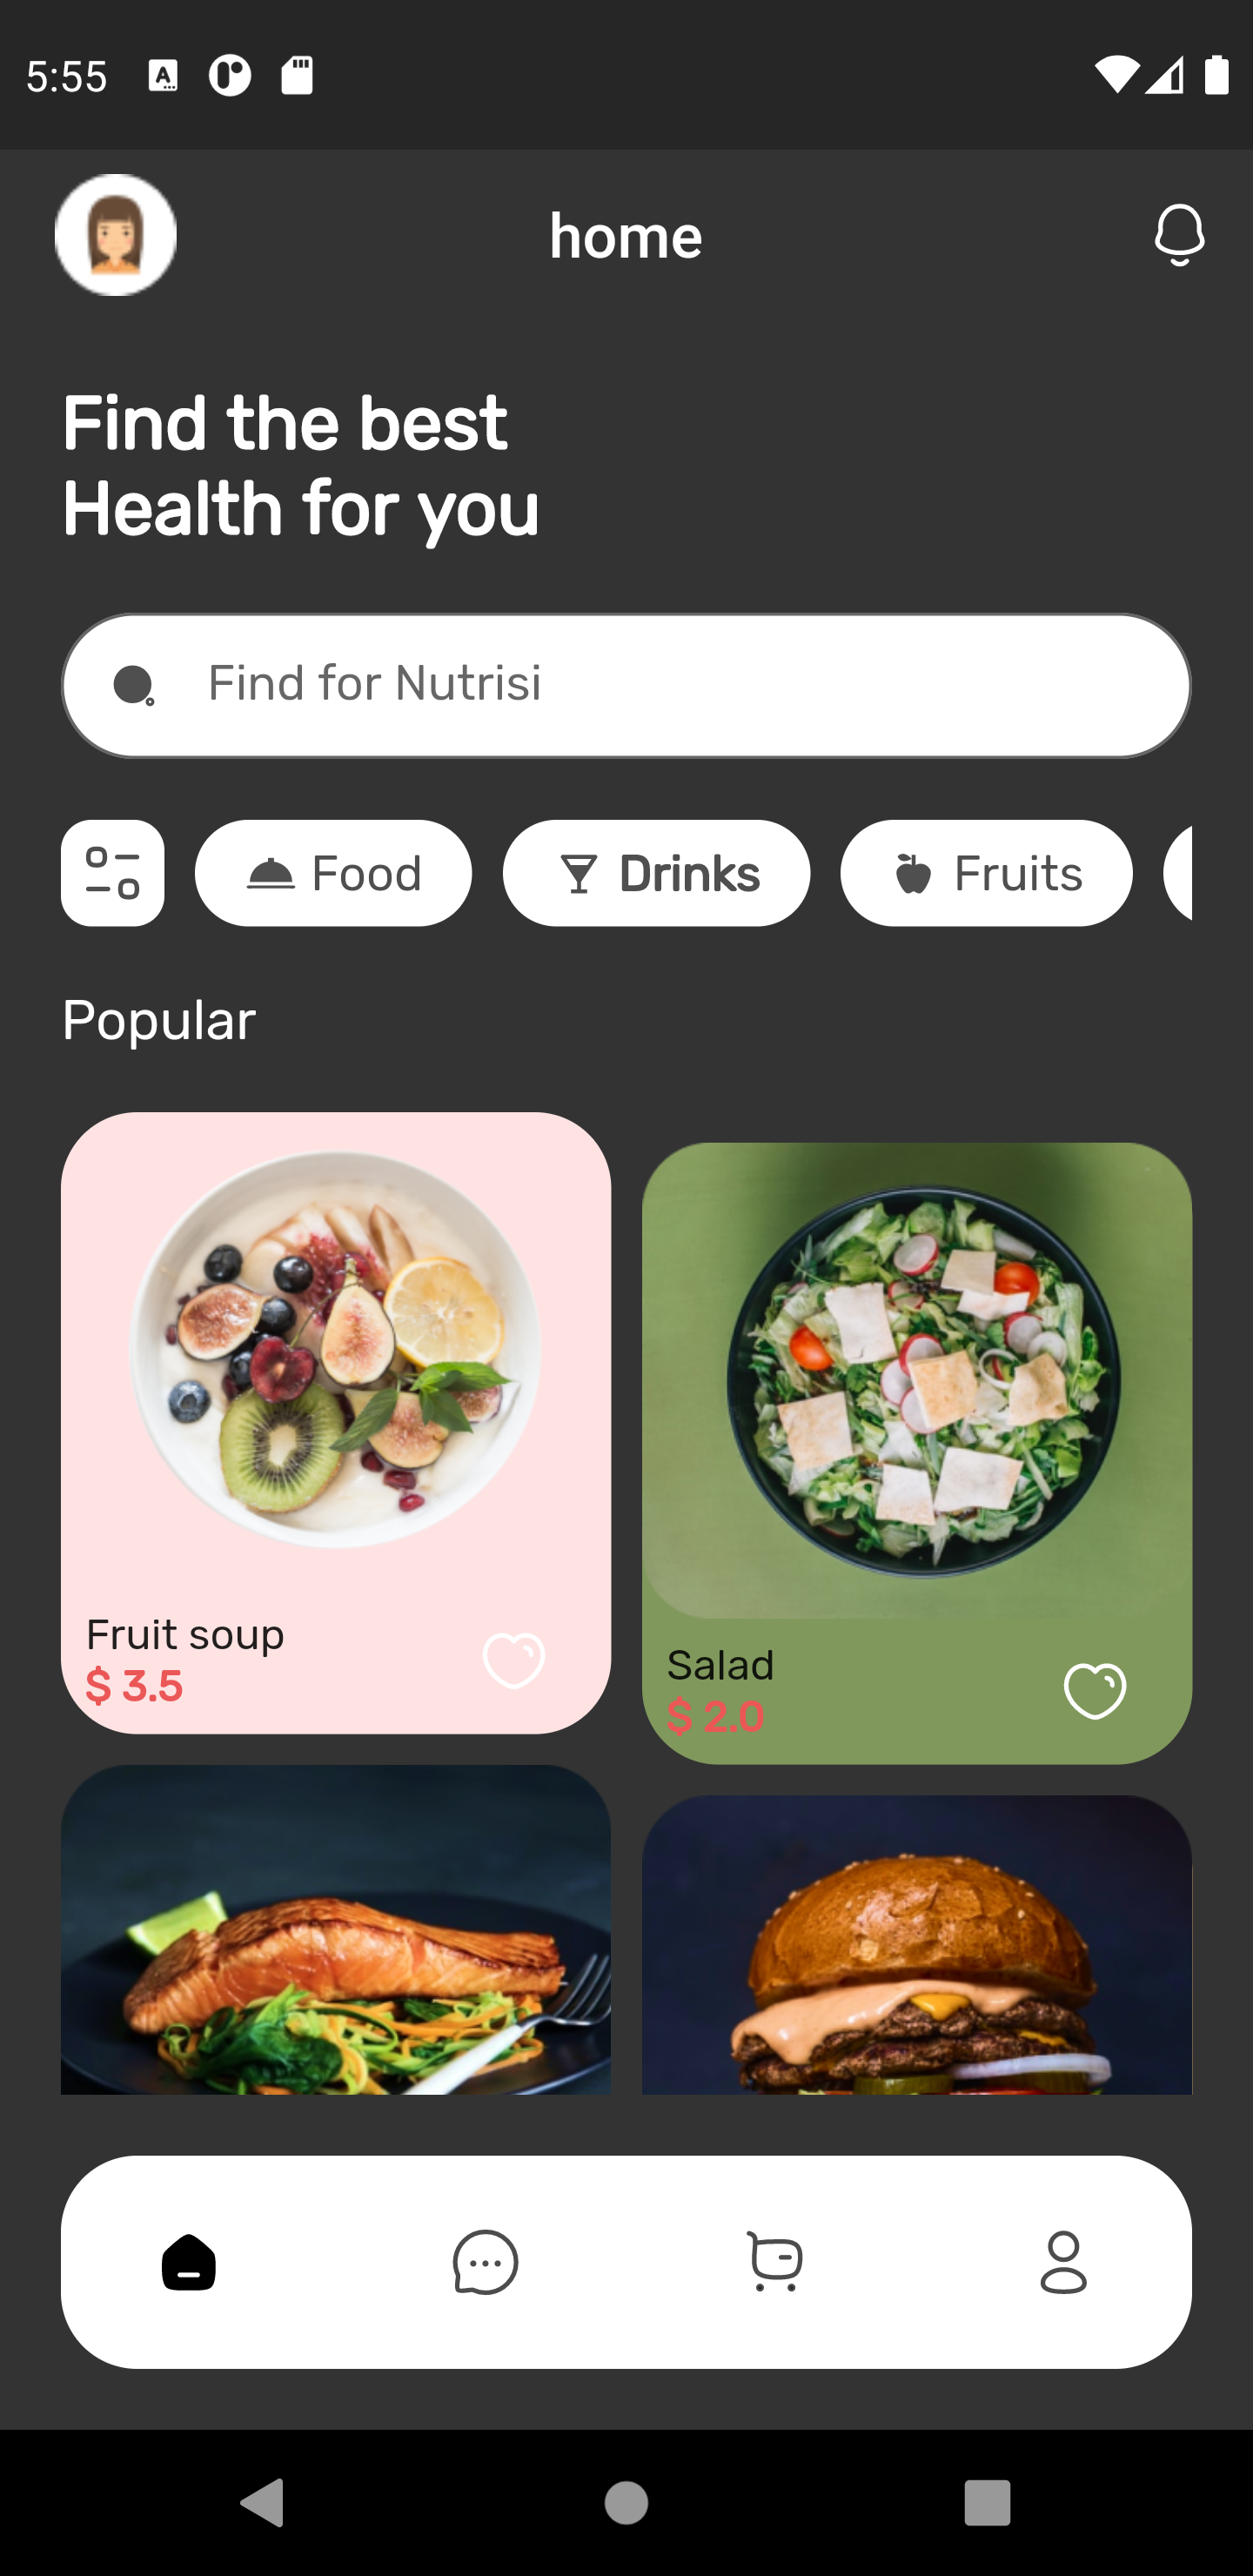 5:55
home
Find the best
Health for you
Find for Nutrisi
Food
Drinks
Fruits
Popular
Fruit soup
$ 3.5
Salad
$ 2.0